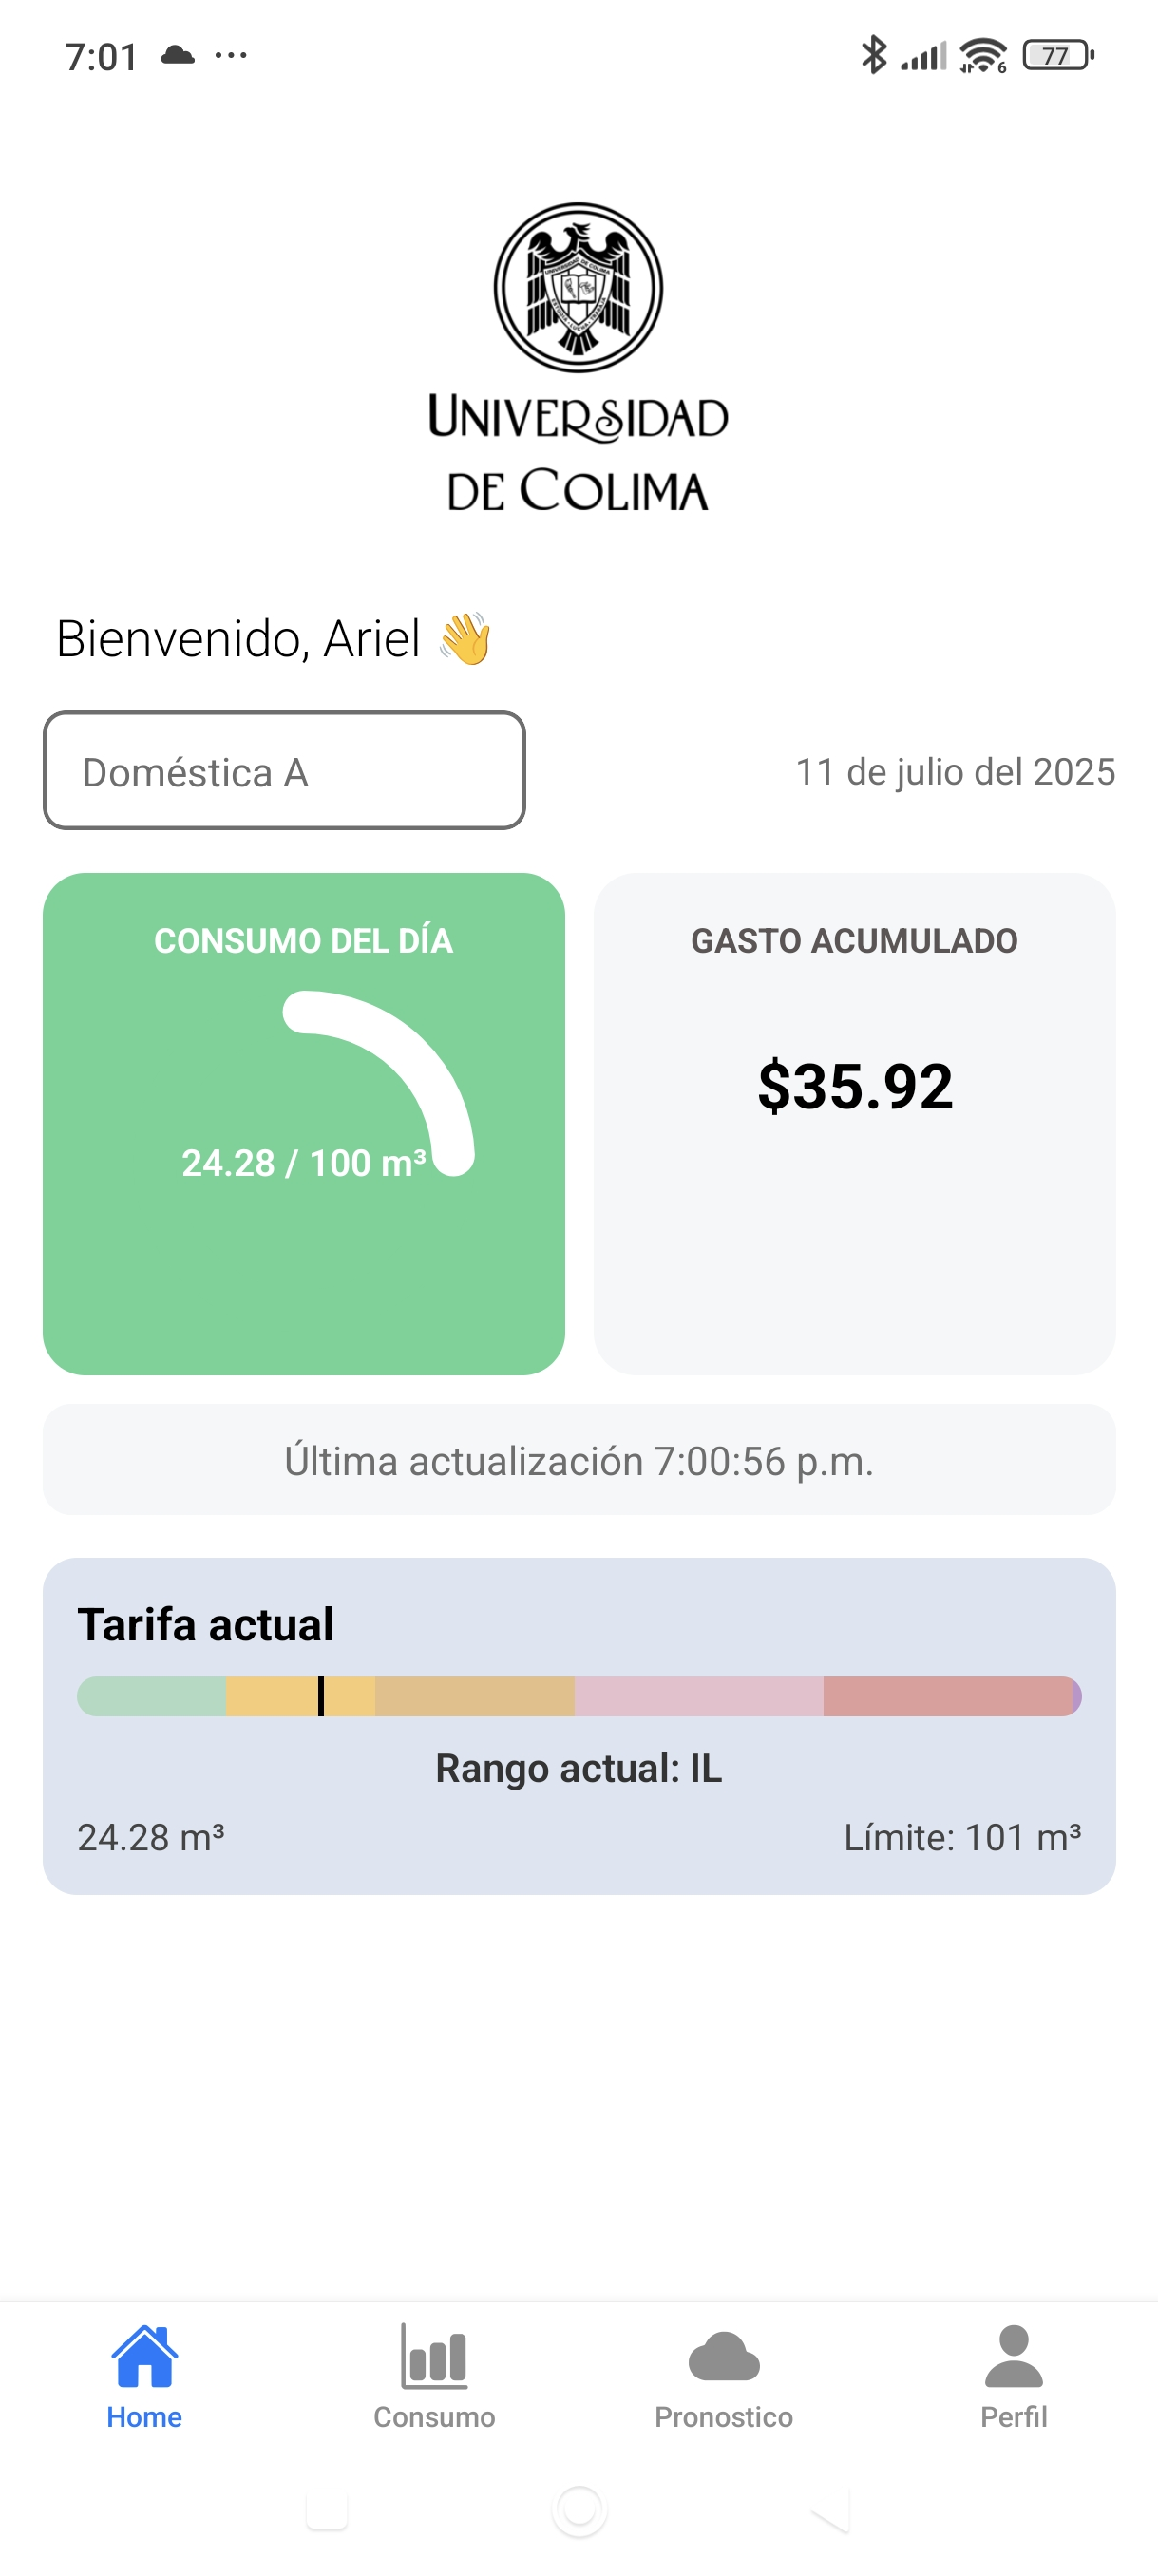 7:01
6
77
UNIVERSIDAD
DE COLIMA
Bienvenido, Ariel 👋
Doméstica A
11 de julio del 2025
CONSUMO DEL DÍA
24.28 / 100 m³
GASTO ACUMULADO
$35.92
Última actualización 7:00:56 p.m.
Tarifa actual
Rango actual: IL
24.28 m³
Límite: 101 m³
Home
Consumo
Pronostico
Perfil